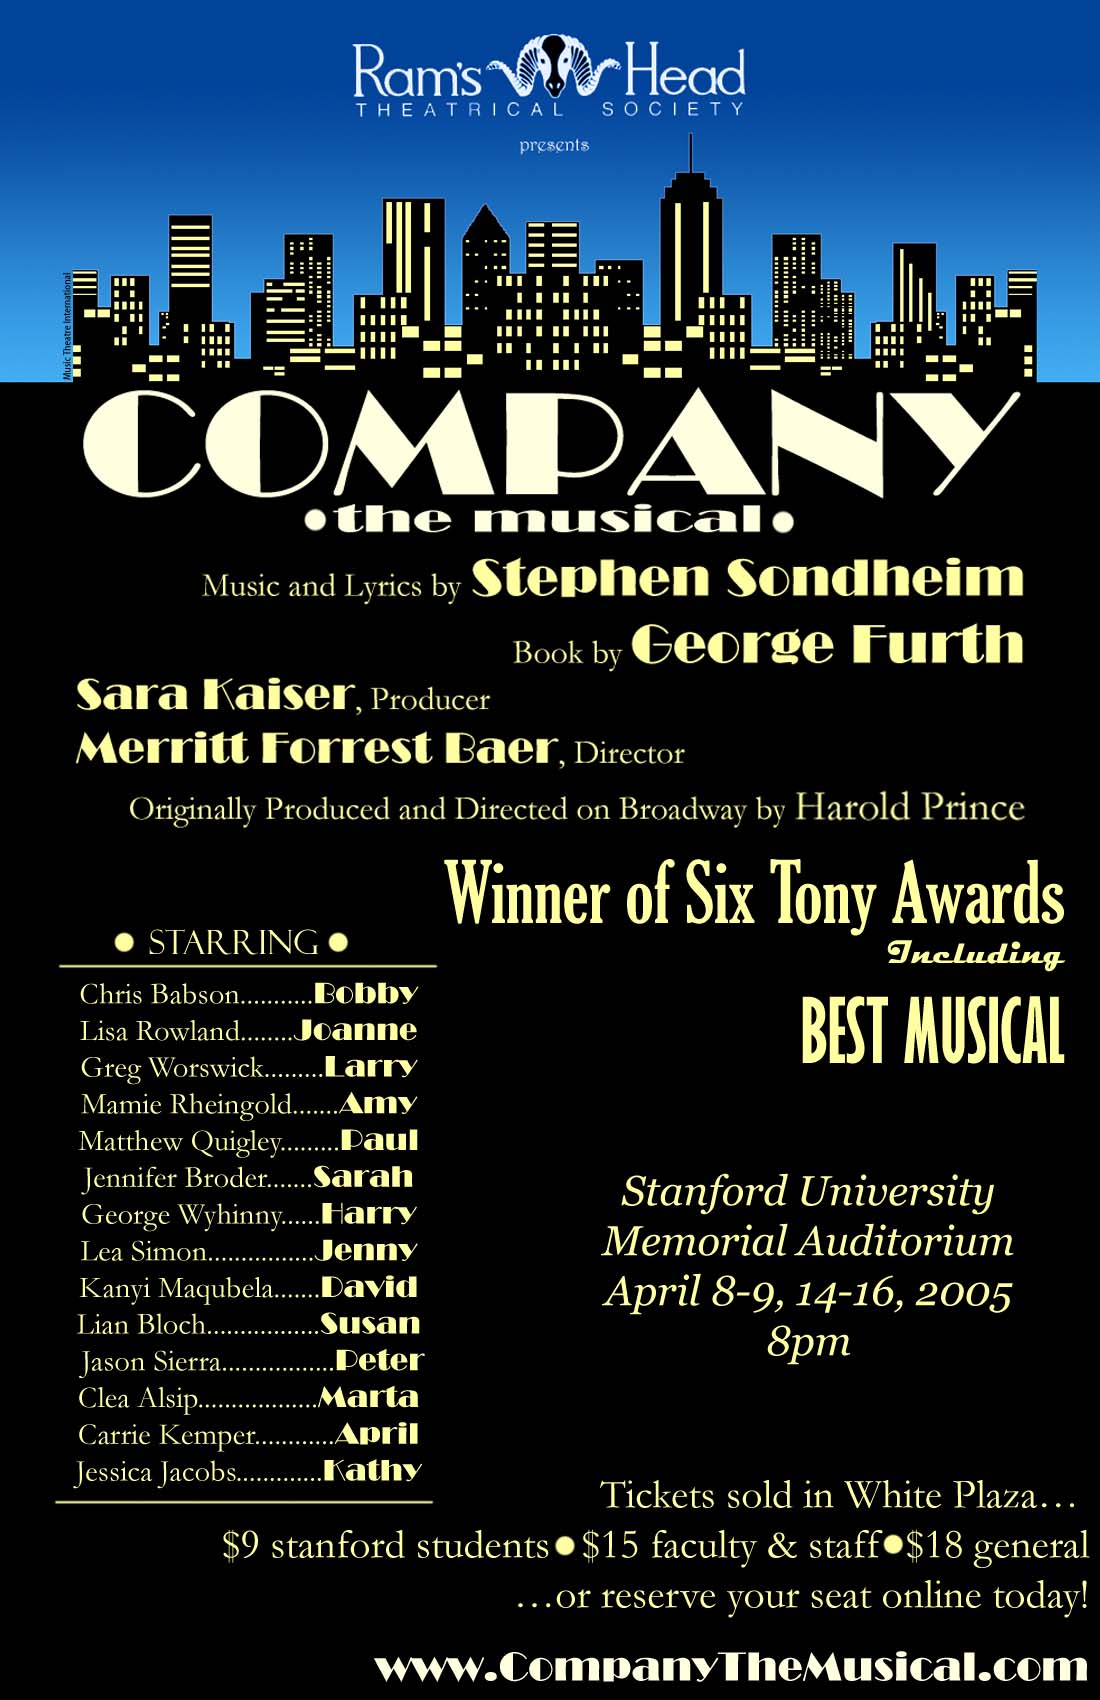 Ram's Head
THEATRICAL SOCIETY
presents
Music Theatre International
COMPANY
•the musical•
Music and Lyrics by Stephen Sondheim
Book by George Furth
Sara Kaiser, Producer
Merritt Forrest Baer, Director
Originally Produced and Directed on Broadway by Harold Prince
Winner of Six Tony Awards
Including
BEST MUSICAL
• STARRING •
Chris Babson...........Bobby
Lisa Rowland........Joanne
Greg Worswick.........Larry
Mamie Rheingold.......Amy
Matthew Quigley.........Paul
Jennifer Broder.......Sarah
George Wyhinny......Harry
Lea Simon................Jenny
Kanyi Maqubela.......David
Lian Bloch.................Susan
Jason Sierra.................Peter
Clea Alsip..................Marta
Carrie Kemper............April
Jessica Jacobs.............Kathy
Stanford University
Memorial Auditorium
April 8-9, 14-16, 2005
8pm
Tickets sold in White Plaza…
$9 stanford students•$15 faculty & staff•$18 general
…or reserve your seat online today!
www.CompanyTheMusical.com